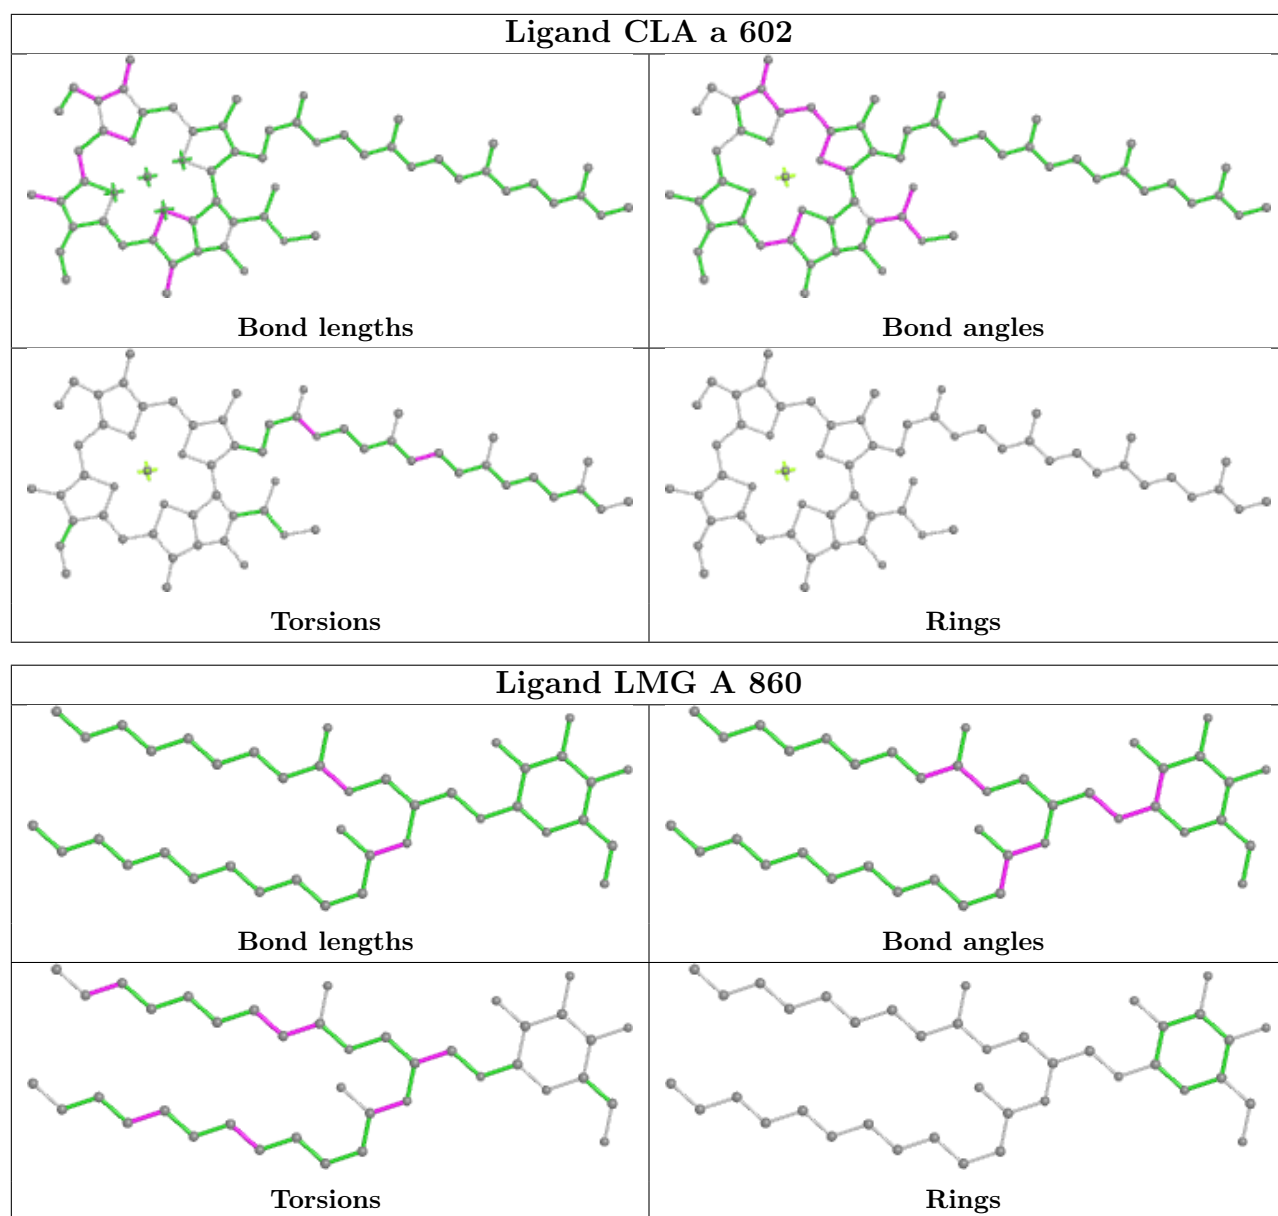 Ligand CLA a 602
Bond lengths
Bond angles
Torsions
Rings
Ligand LMG A 860
Bond lengths
Bond angles
Torsions
Rings